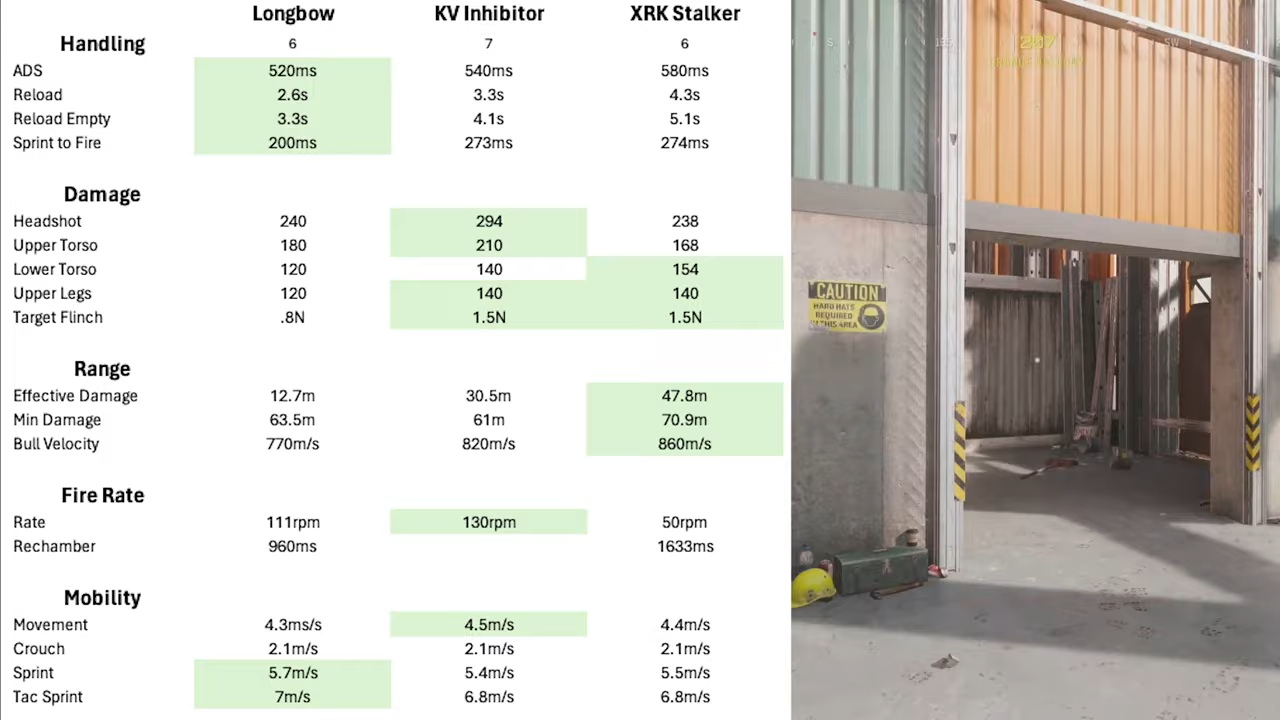 Longbow KV Inhibitor XRK Stalker
Handling 6 7 6
ADS 520ms 540ms 580ms
Reload 2.6s 3.3s 4.3s
Reload Empty 3.3s 4.1s 5.1s
Sprint to Fire 200ms 273ms 274ms
Damage
Headshot 240 294 238
Upper Torso 180 210 168
Lower Torso 120 140 154
Upper Legs 120 140 140
Target Flinch .8N 1.5N 1.5N
Range
Effective Damage 12.7m 30.5m 47.8m
Min Damage 63.5m 61m 70.9m
Bull Velocity 770m/s 820m/s 860m/s
Fire Rate
Rate 111rpm 130rpm 50rpm
Rechamber 960ms 1633ms
Mobility
Movement 4.3ms/s 4.5m/s 4.4m/s
Crouch 2.1m/s 2.1m/s 2.1m/s
Sprint 5.7m/s 5.4m/s 5.5m/s
Tac Sprint 7m/s 6.8m/s 6.8m/s
S SW
CAUTION
HARD HATS
REQUIRED
IN THIS AREA